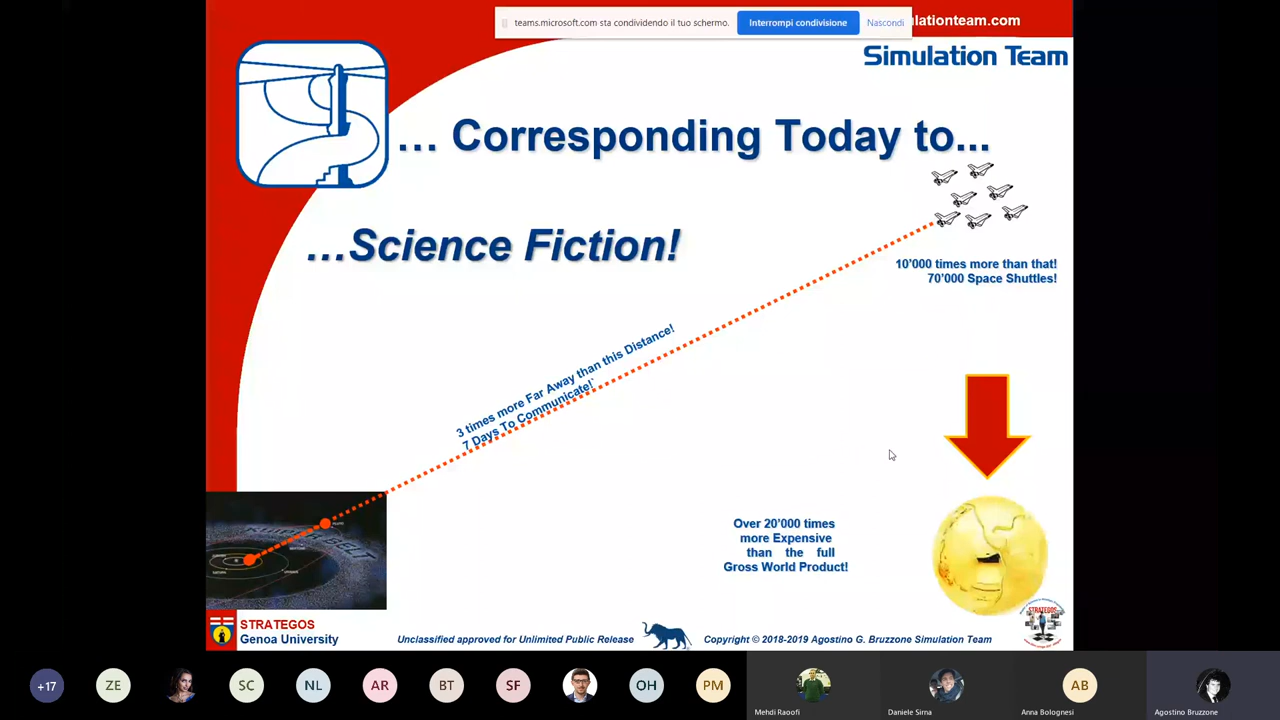 teams.microsoft.com sta condividendo il tuo schermo.
Interrompi condivisione
Nascondi
ulationteam.com
Simulation Team
... Corresponding Today to...
...Science Fiction!
10'000 times more than that!
70'000 Space Shuttles!
3 times more Far Away than this Distance!
7 Days To Communicate!`
KUIPER BELT
Over 20'000 times
more Expensive
than the full
Gross World Product!
STRATEGOS
STRATEGOS
Genoa University
Unclassified approved for Unlimited Public Release
Copyright © 2018-2019 Agostino G. Bruzzone Simulation Team
+17
ZE
SC
NL
AR
BT
SF
OH
PM
AB
Mehdi Raoofi
Daniele Sirna
Anna Bolognesi
Agostino Bruzzone